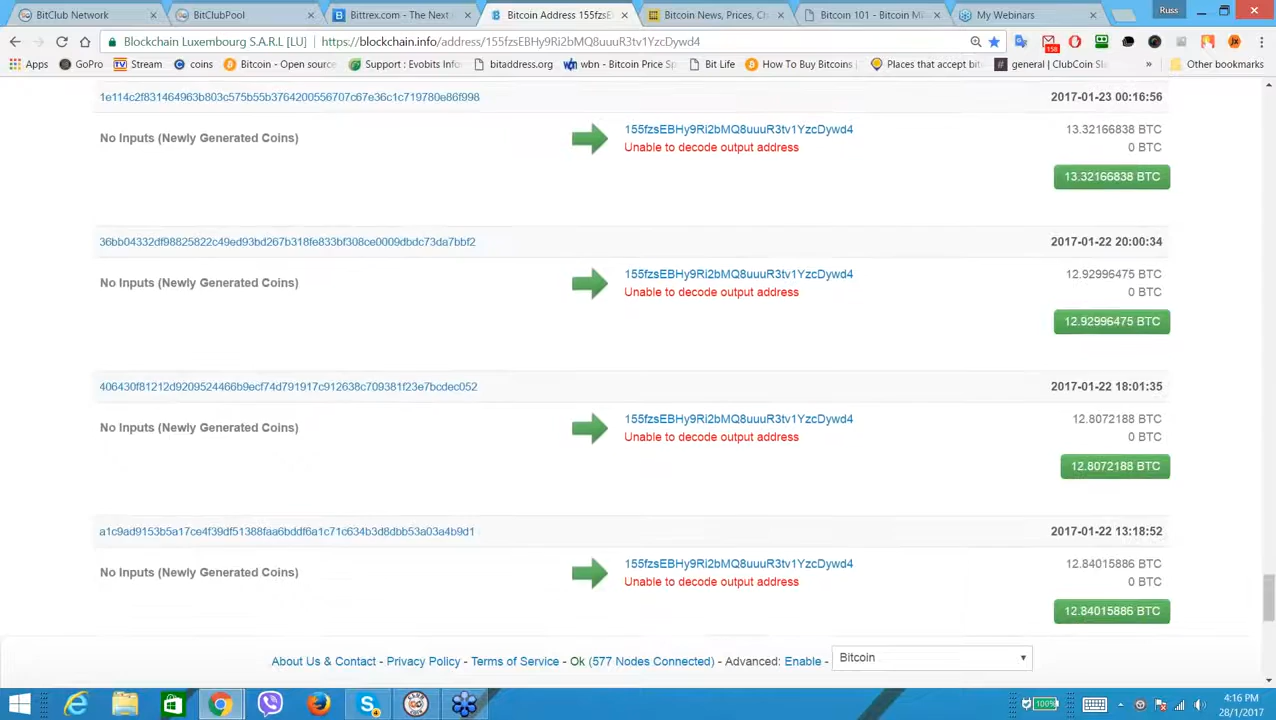 BitClub Network
BitClubPool
Bittrex.com - The Next
Bitcoin Address 155fzsE
Bitcoin News, Prices, C
Bitcoin 101 - Bitcoin M
My Webinars
Russ
Blockchain Luxembourg S.A.R.L [LU]
https://blockchain.info/address/155fzsEBHy9Ri2bMQ8uuuR3tv1YzcDywd4
158
Apps
GoPro
Stream
coins
Bitcoin - Open source
Support : Evobits Info
bitaddress.org
wbn - Bitcoin Price Sp
Bit Life
How To Buy Bitcoins
Places that accept bit
general | ClubCoin Sl
»
Other bookmarks
1e114c2f831464963b803c575b55b3764200556707c67e36c1c719780e86f998
2017-01-23 00:16:56
No Inputs (Newly Generated Coins)
155fzsEBHy9Ri2bMQ8uuuR3tv1YzcDywd4
13.32166838 BTC
Unable to decode output address
0 BTC
13.32166838 BTC
36bb04332df98825822c49ed93bd267b318fe833bf308ce0009dbdc73da7bbf2
2017-01-22 20:00:34
No Inputs (Newly Generated Coins)
155fzsEBHy9Ri2bMQ8uuuR3tv1YzcDywd4
12.92996475 BTC
Unable to decode output address
0 BTC
12.92996475 BTC
406430f81212d9209524466b9ecf74d791917c912638c709381f23e7bcdec052
2017-01-22 18:01:35
No Inputs (Newly Generated Coins)
155fzsEBHy9Ri2bMQ8uuuR3tv1YzcDywd4
12.8072188 BTC
Unable to decode output address
0 BTC
12.8072188 BTC
a1c9ad9153b5a17ce4f39df51388faa6bddf6a1c71c634b3d8dbb53a03a4b9d1
2017-01-22 13:18:52
No Inputs (Newly Generated Coins)
155fzsEBHy9Ri2bMQ8uuuR3tv1YzcDywd4
12.84015886 BTC
Unable to decode output address
0 BTC
12.84015886 BTC
About Us & Contact - Privacy Policy - Terms of Service - Ok (577 Nodes Connected) - Advanced: Enable -
Bitcoin
100%
4:16 PM
28/1/2017